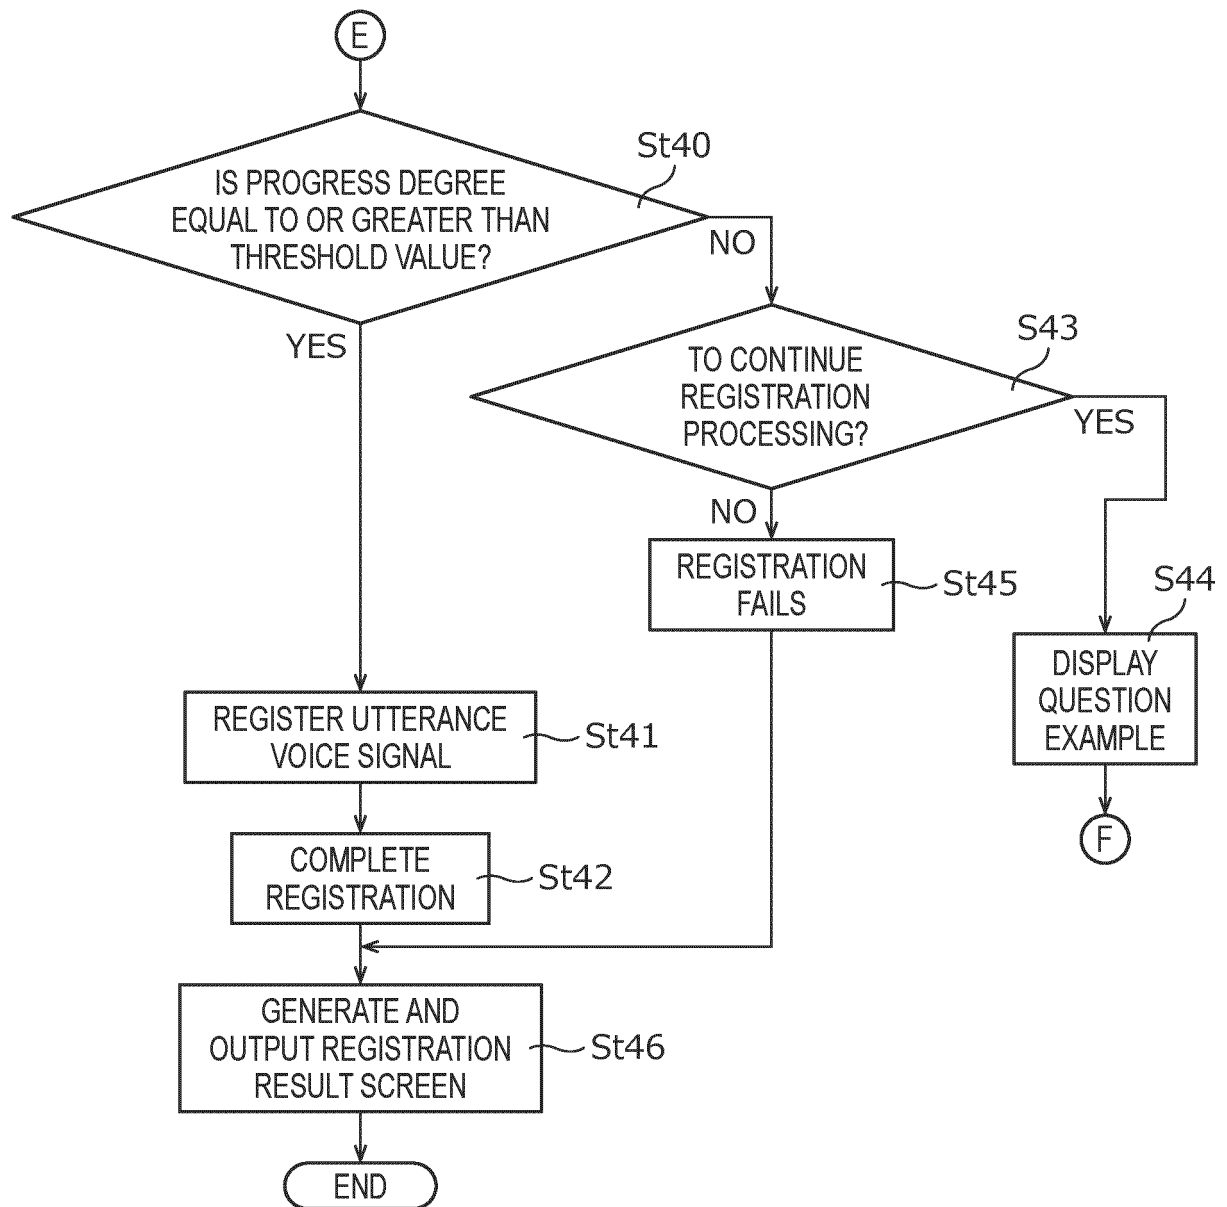 E
St40
IS PROGRESS DEGREE
EQUAL TO OR GREATER THAN
THRESHOLD VALUE?
NO
YES
S43
TO CONTINUE
REGISTRATION
PROCESSING?
YES
NO
REGISTRATION
FAILS
St45
S44
DISPLAY
QUESTION
EXAMPLE
REGISTER UTTERANCE
VOICE SIGNAL
St41
F
COMPLETE
REGISTRATION
St42
GENERATE AND
OUTPUT REGISTRATION
RESULT SCREEN
St46
END